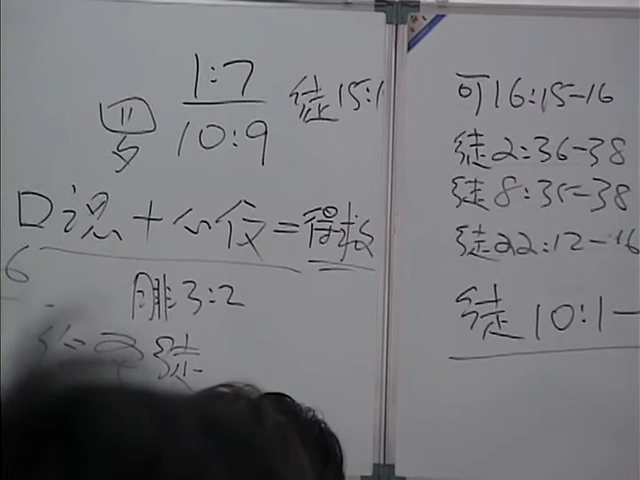 1:7
罗 10:9 徒15:1
口认+心信=得救
6
腓3:2
可16:15-16
徒2:36-38
徒8:35-38
徒22:12-16
徒10:1-